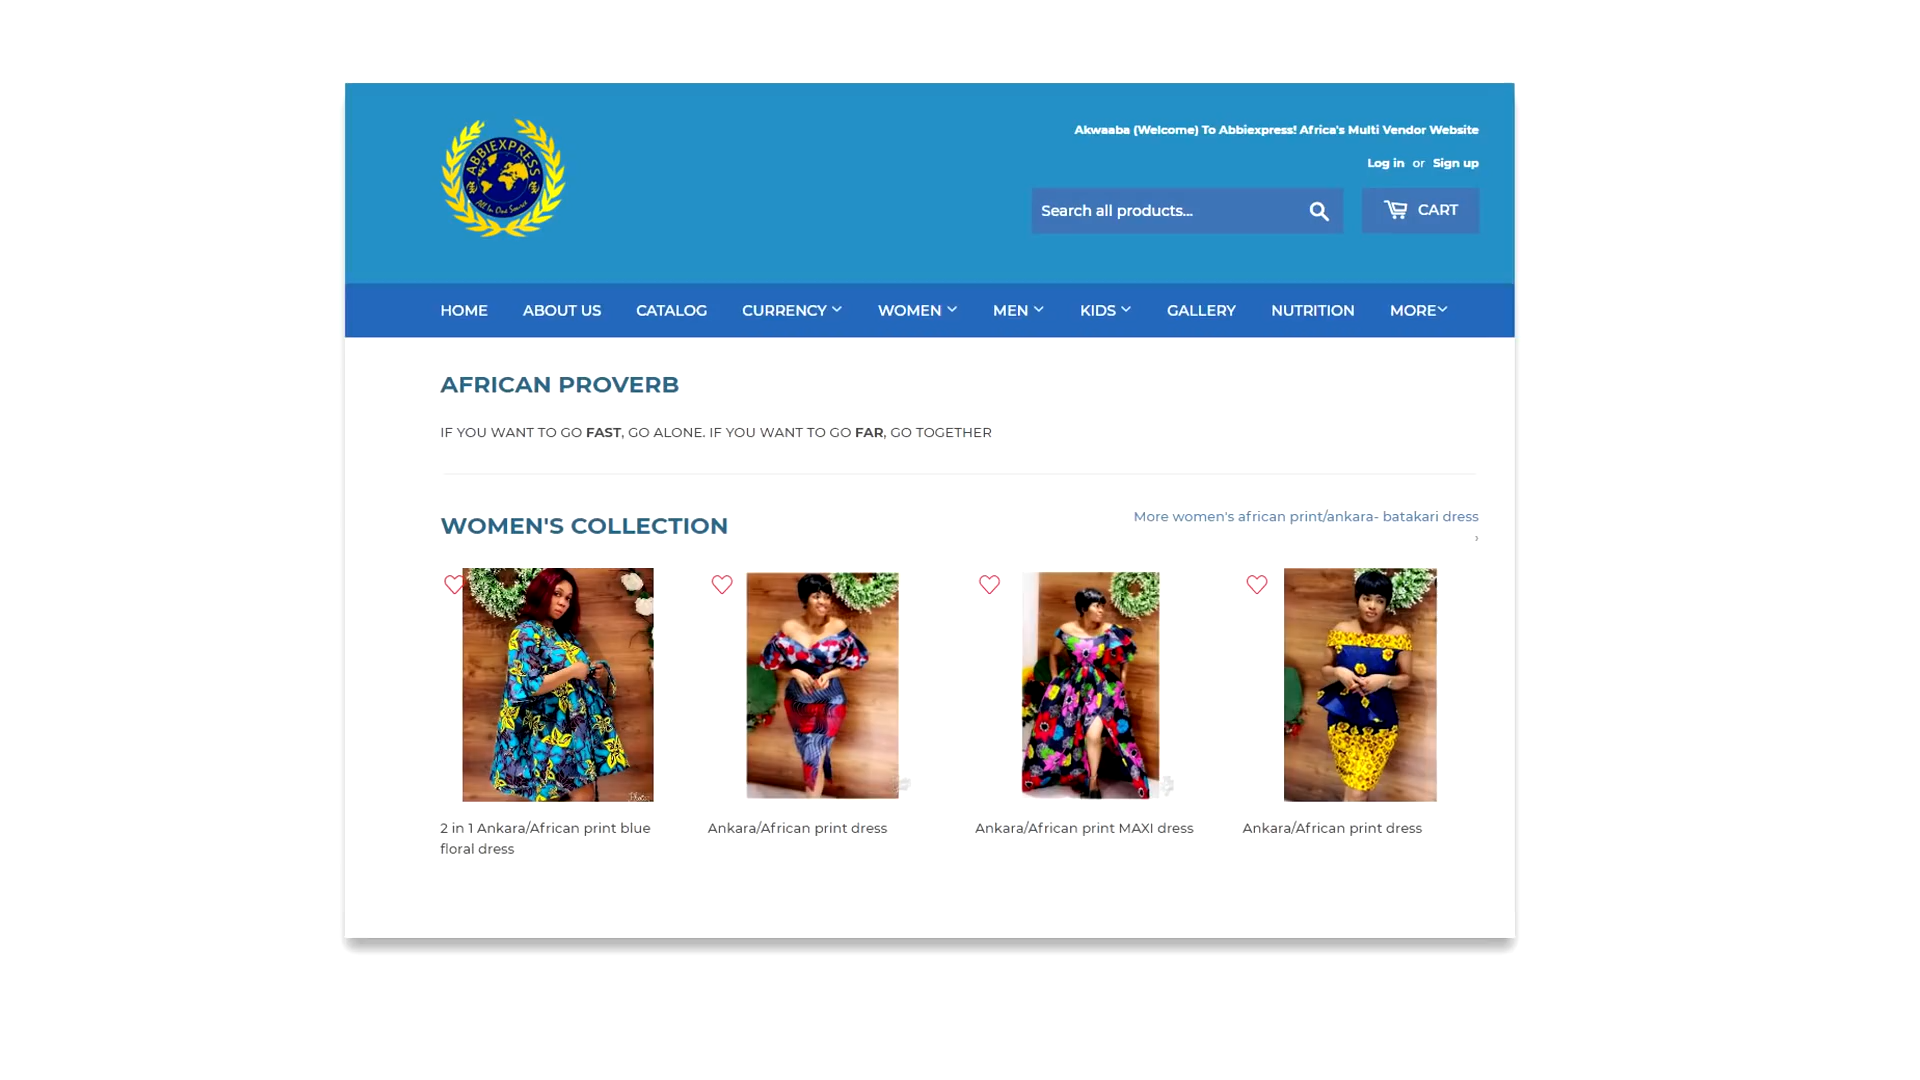 ABBIEXPRESS
All In One Source
Akwaaba (Welcome) To Abbiexpress! Africa's Multi Vendor Website
Log in or Sign up
Search all products...
CART
HOME ABOUT US CATALOG CURRENCY WOMEN MEN KIDS GALLERY NUTRITION MORE
AFRICAN PROVERB
IF YOU WANT TO GO FAST, GO ALONE. IF YOU WANT TO GO FAR, GO TOGETHER
WOMEN'S COLLECTION
More women's african print/ankara- batakari dress
›
2 in 1 Ankara/African print blue
floral dress
Ankara/African print dress
Ankara/African print MAXI dress
Ankara/African print dress